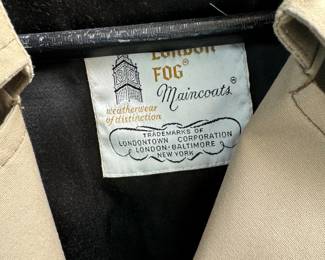 London
FOG®
Maincoats®
weatherwear
of distinction
TRADEMARKS OF
LONDONTOWN CORPORATION
LONDON-BALTIMORE
NEW YORK